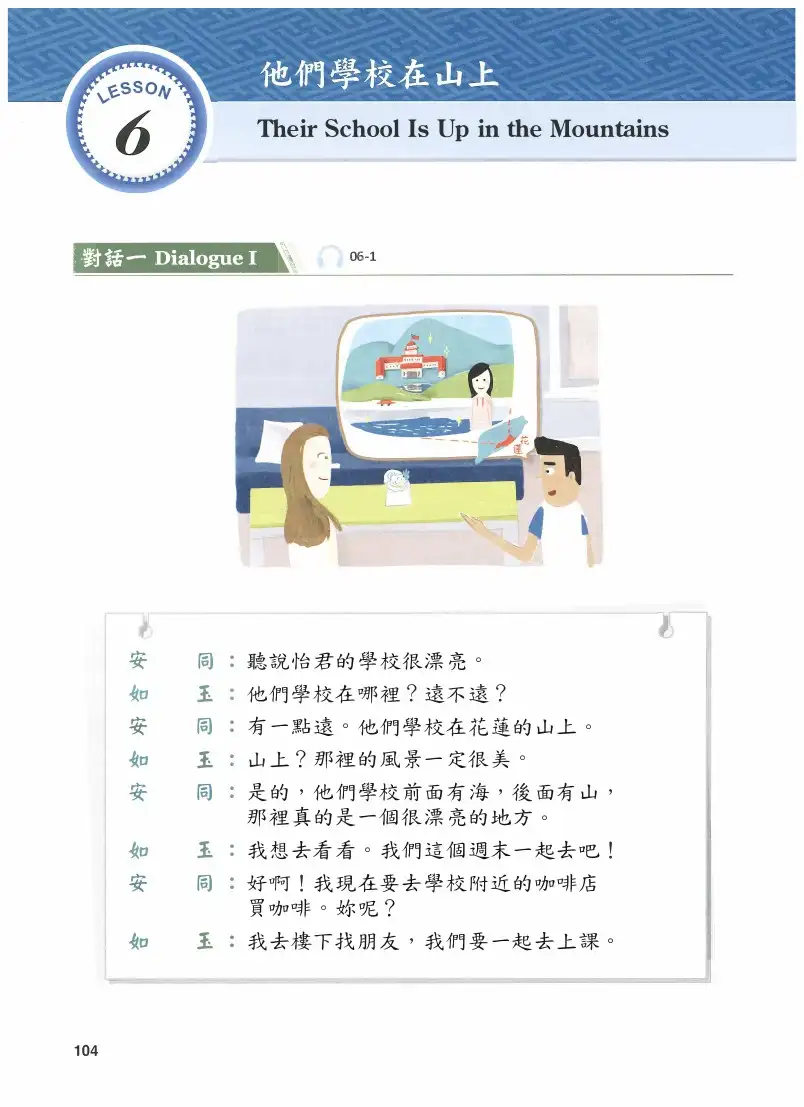 LESSON
6
他們學校在山上
Their School Is Up in the Mountains
對話一 Dialogue I
06-1
花蓮
安同：聽說怡君的學校很漂亮。
如玉：他們學校在哪裡？遠不遠？
安同：有一點遠。他們學校在花蓮的山上。
如玉：山上？那裡的風景一定很美。
安同：是的，他們學校前面有海，後面有山，
那裡真的是一個很漂亮的地方。
如玉：我想去看看。我們這個週末一起去吧！
安同：好啊！我現在要去學校附近的咖啡店
買咖啡。妳呢？
如玉：我去樓下找朋友，我們要一起去上課。
104